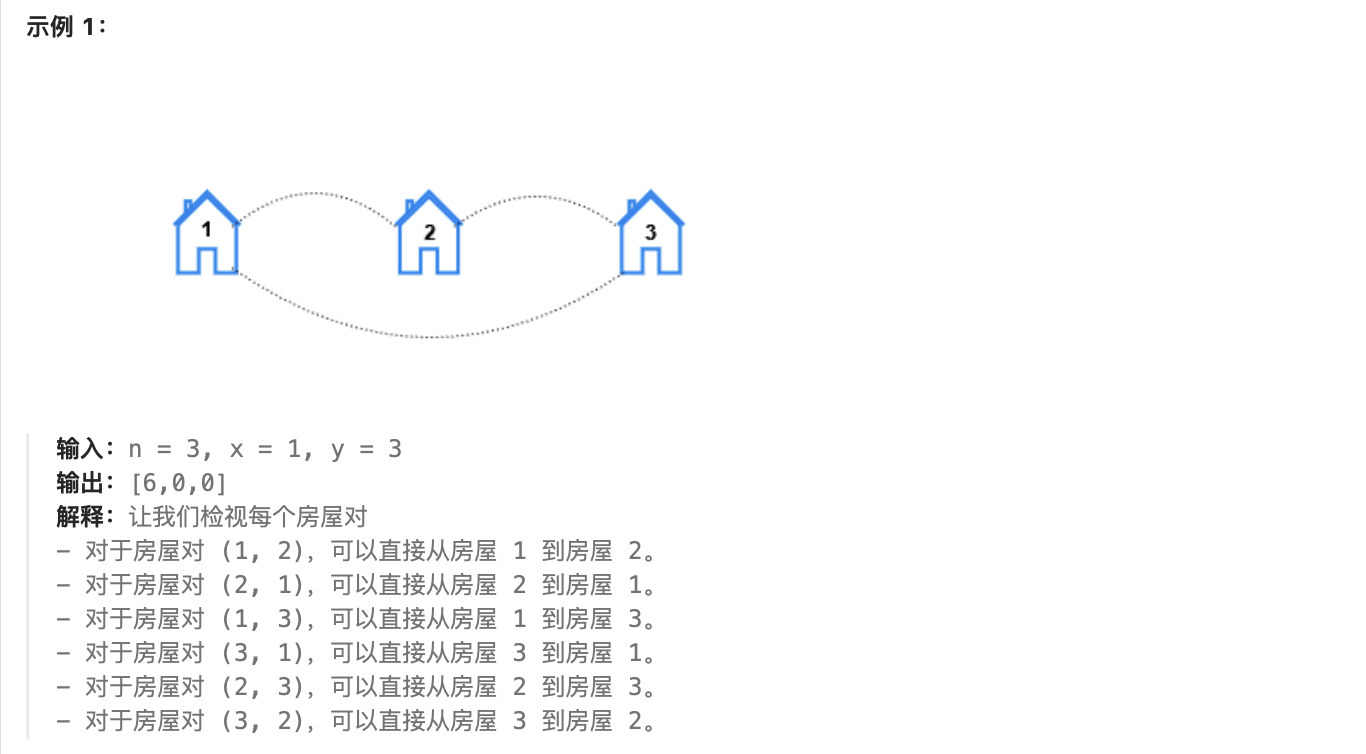 示例 1：
1 2 3
输入：n = 3, x = 1, y = 3
输出：[6,0,0]
解释：让我们检视每个房屋对
- 对于房屋对 (1, 2)，可以直接从房屋 1 到房屋 2。
- 对于房屋对 (2, 1)，可以直接从房屋 2 到房屋 1。
- 对于房屋对 (1, 3)，可以直接从房屋 1 到房屋 3。
- 对于房屋对 (3, 1)，可以直接从房屋 3 到房屋 1。
- 对于房屋对 (2, 3)，可以直接从房屋 2 到房屋 3。
- 对于房屋对 (3, 2)，可以直接从房屋 3 到房屋 2。